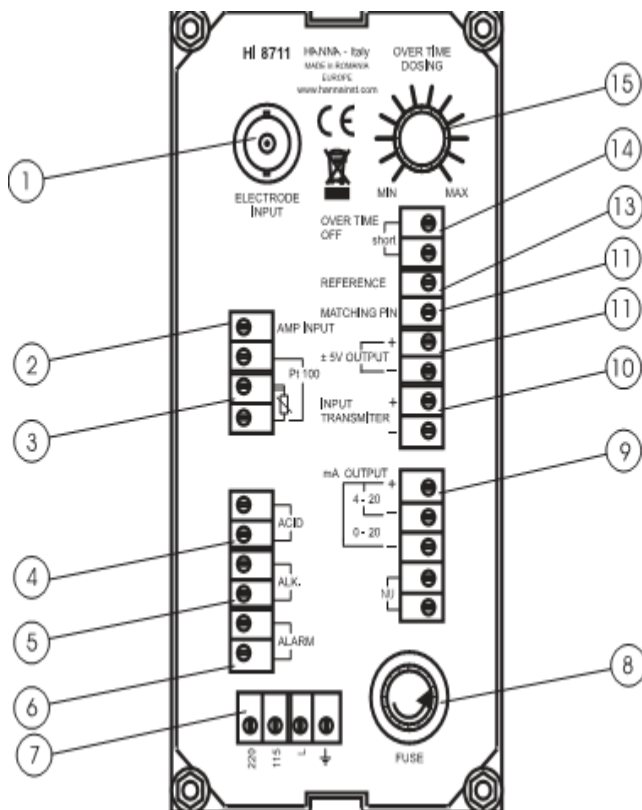 HI 8711
HANNA - Italy
MADE in ROMANIA
EUROPE
www.hannainst.com
OVER TIME
DOSING
CE
MIN
MAX
ELECTRODE
INPUT
OVER TIME
OFF
short
REFERENCE
MATCHING PIN
± 5V OUTPUT
+
−
INPUT
TRANSMITER
+
−
AMP INPUT
Pt 100
mA OUTPUT
+
4 - 20
−
0 - 20
−
NU
ACID
ALK.
ALARM
220
115
L
FUSE
1
2
3
4
5
6
7
15
14
13
11
11
10
9
8